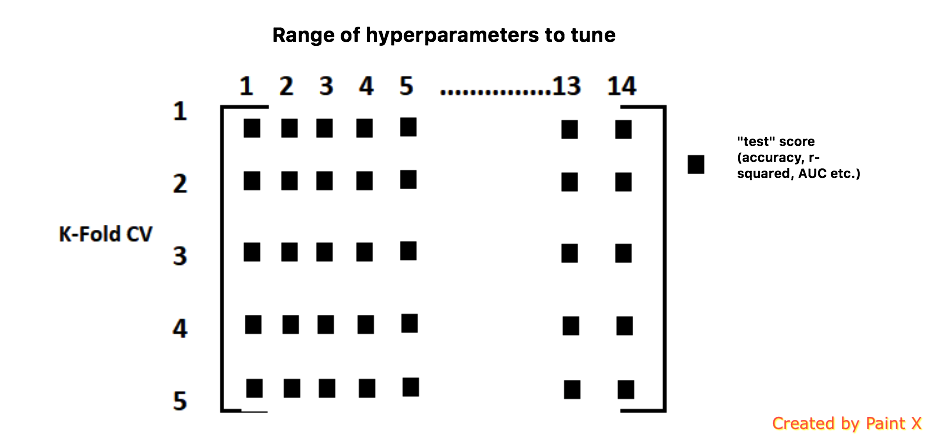 Range of hyperparameters to tune
1 2 3 4 5 ...............13 14
1
"test" score
(accuracy, r-
squared, AUC etc.)
2
K-Fold CV
3
4
5
Created by Paint X